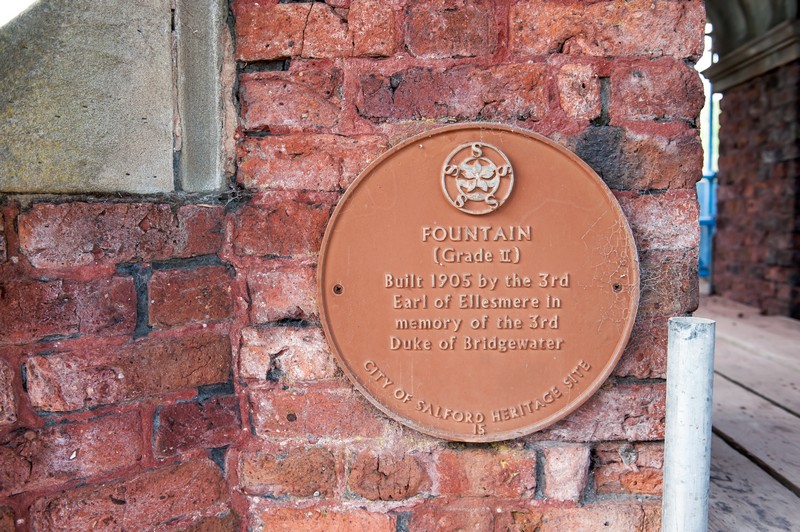 S S S S S
FOUNTAIN
(Grade II)
Built 1905 by the 3rd
Earl of Ellesmere in
memory of the 3rd
Duke of Bridgewater
CITY OF SALFORD HERITAGE SITE
15